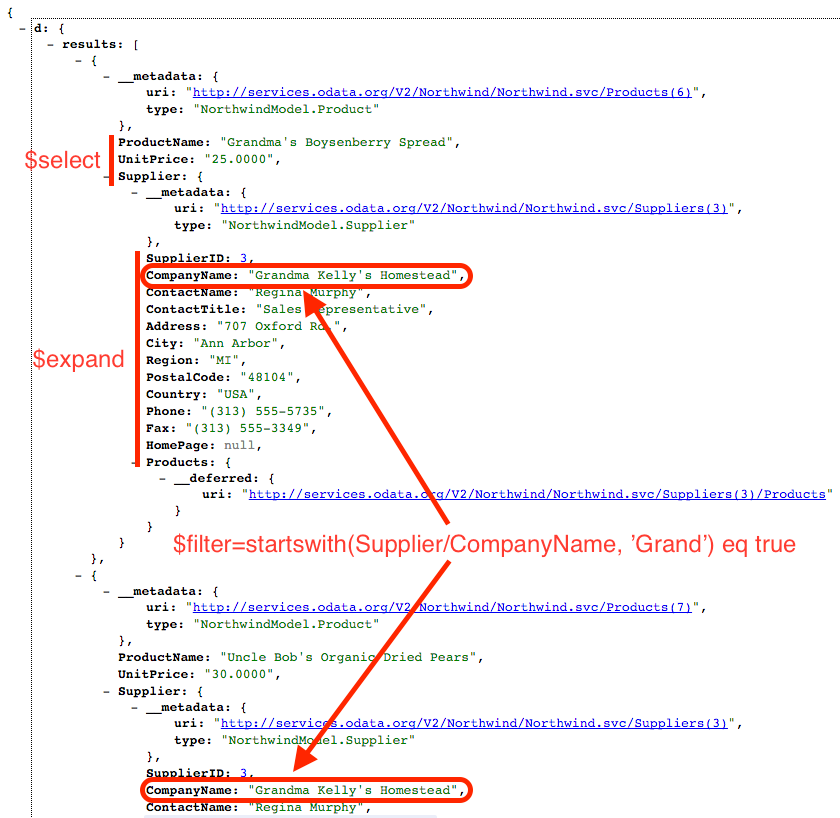 {
– d: {
– results: [
– {
– __metadata: {
uri: "http://services.odata.org/V2/Northwind/Northwind.svc/Products(6)",
type: "NorthwindModel.Product"
},
ProductName: "Grandma's Boysenberry Spread",
$select
UnitPrice: "25.0000",
– Supplier: {
– __metadata: {
uri: "http://services.odata.org/V2/Northwind/Northwind.svc/Suppliers(3)",
type: "NorthwindModel.Supplier"
},
SupplierID: 3,
CompanyName: "Grandma Kelly's Homestead",
ContactName: "Regina Murphy",
ContactTitle: "Sales Representative",
Address: "707 Oxford Rd.",
City: "Ann Arbor",
$expand
Region: "MI",
PostalCode: "48104",
Country: "USA",
Phone: "(313) 555-5735",
Fax: "(313) 555-3349",
HomePage: null,
– Products: {
– __deferred: {
uri: "http://services.odata.org/V2/Northwind/Northwind.svc/Suppliers(3)/Products"
}
}
}
$filter=startswith(Supplier/CompanyName, ’Grand’) eq true
},
– {
– __metadata: {
uri: "http://services.odata.org/V2/Northwind/Northwind.svc/Products(7)",
type: "NorthwindModel.Product"
},
ProductName: "Uncle Bob's Organic Dried Pears",
UnitPrice: "30.0000",
– Supplier: {
– __metadata: {
uri: "http://services.odata.org/V2/Northwind/Northwind.svc/Suppliers(3)",
type: "NorthwindModel.Supplier"
},
SupplierID: 3,
CompanyName: "Grandma Kelly's Homestead",
ContactName: "Regina Murphy",